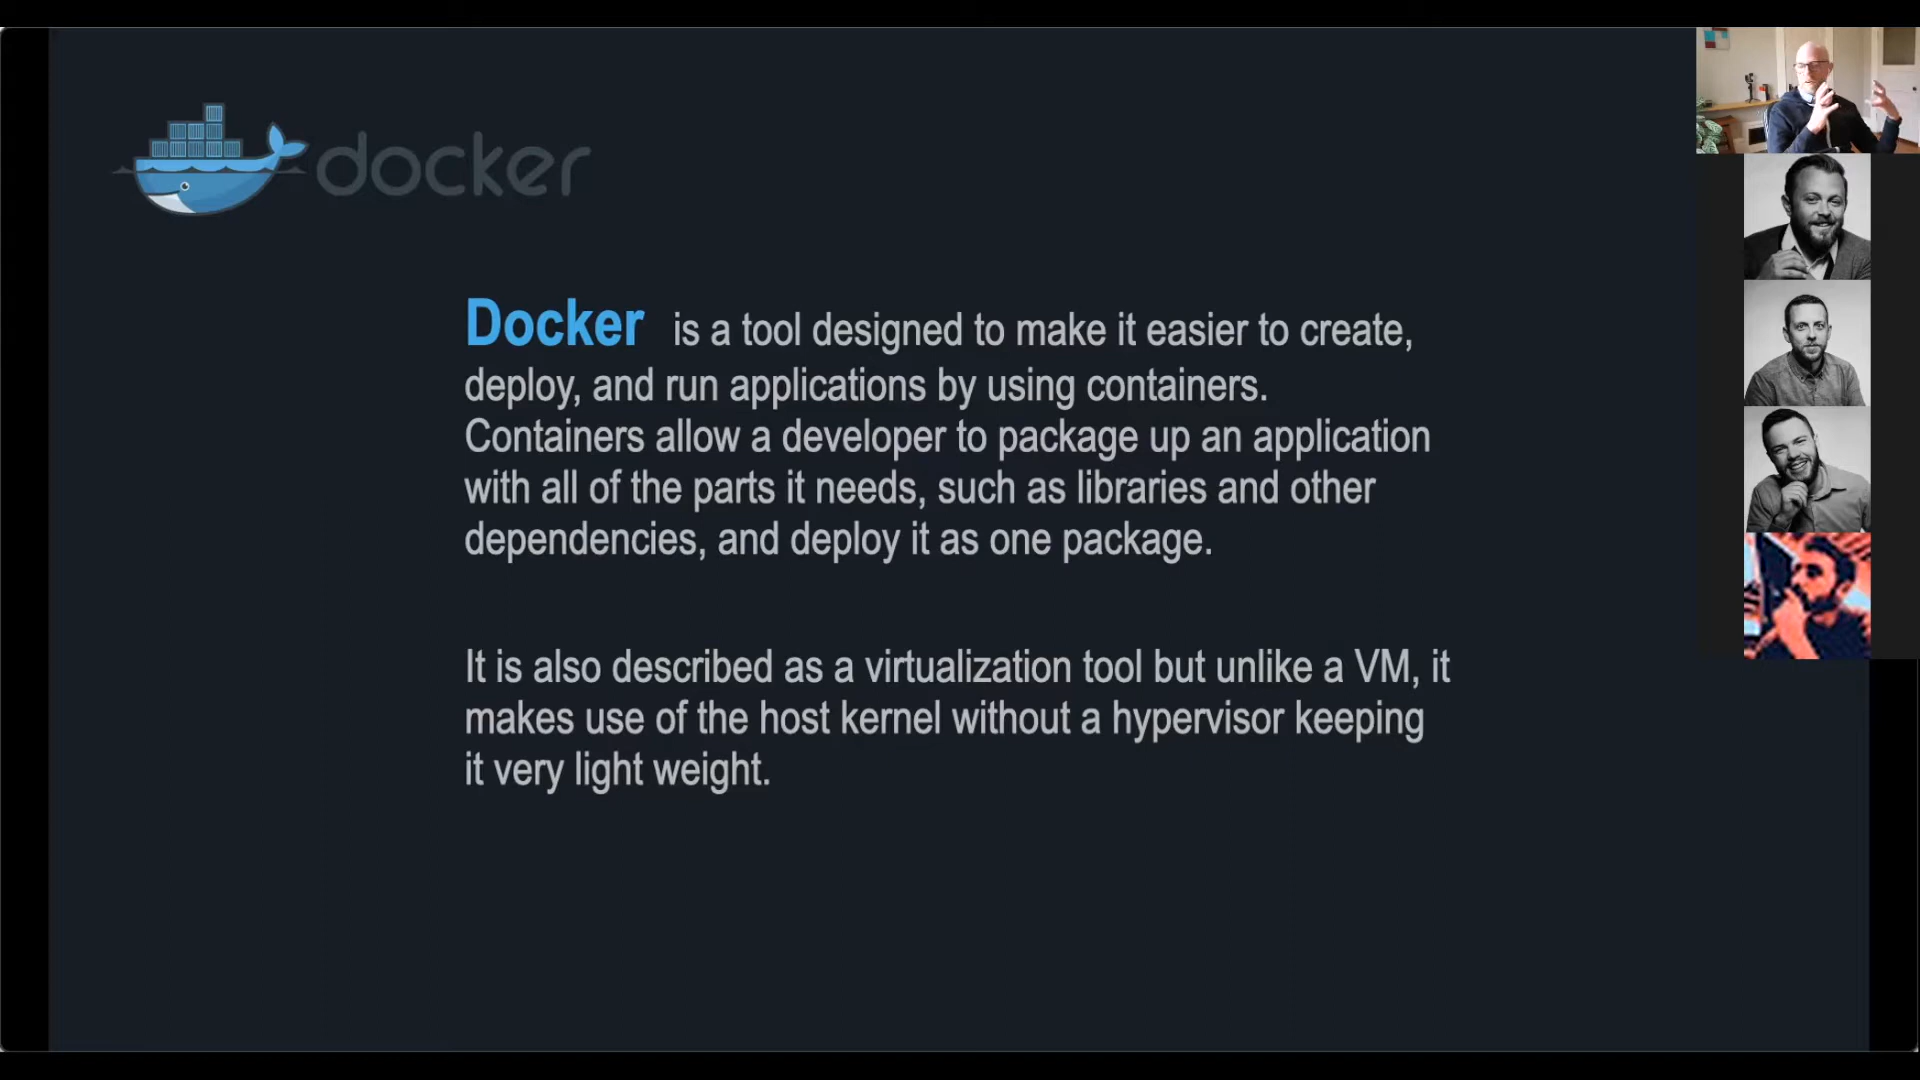 docker
Docker is a tool designed to make it easier to create,
deploy, and run applications by using containers.
Containers allow a developer to package up an application
with all of the parts it needs, such as libraries and other
dependencies, and deploy it as one package.
It is also described as a virtualization tool but unlike a VM, it
makes use of the host kernel without a hypervisor keeping
it very light weight.